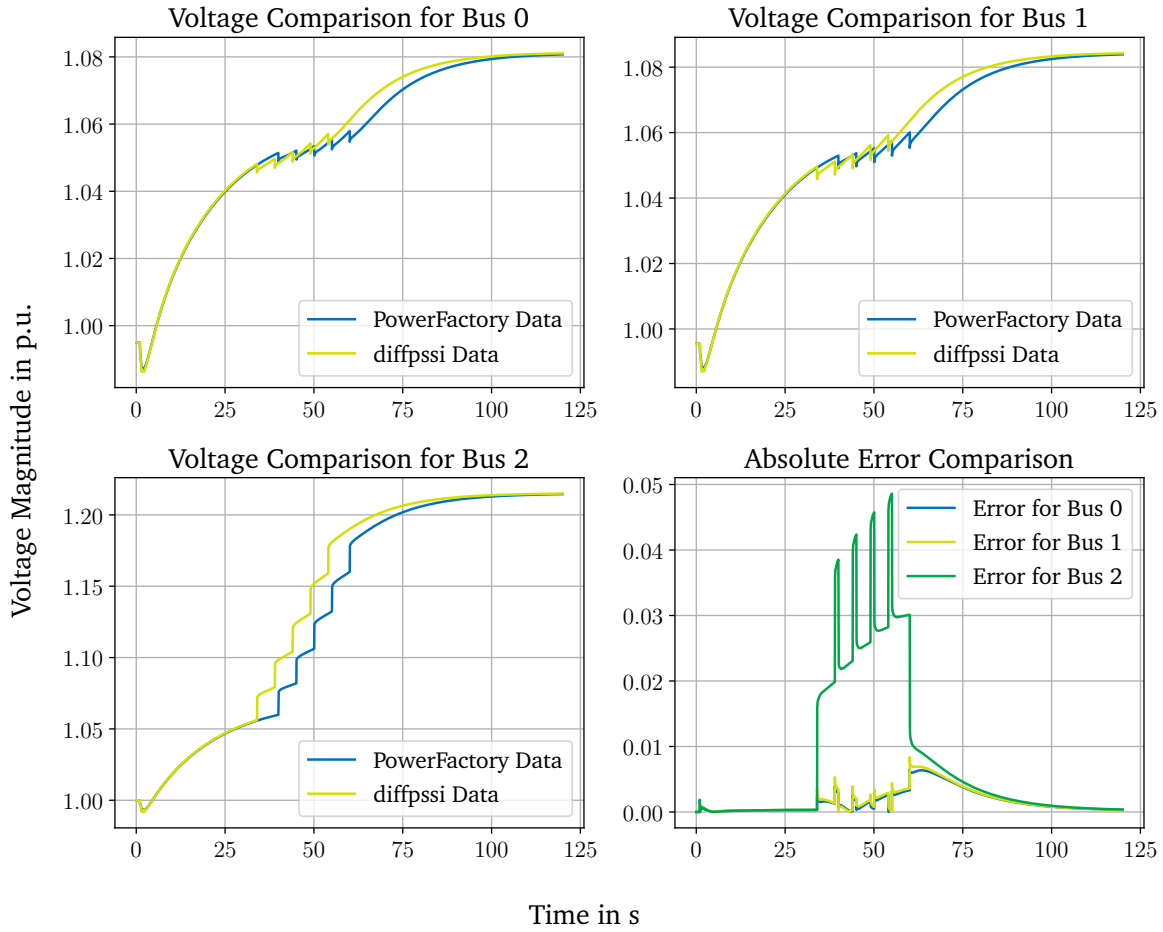 Voltage Comparison for Bus 0
1.08
1.06
1.04
1.02
1.00
PowerFactory Data
diffpssi Data
0 25 50 75 100 125
Voltage Comparison for Bus 1
1.08
1.06
1.04
1.02
1.00
PowerFactory Data
diffpssi Data
0 25 50 75 100 125
Voltage Magnitude in p.u.
Voltage Comparison for Bus 2
1.20
1.15
1.10
1.05
1.00
PowerFactory Data
diffpssi Data
0 25 50 75 100 125
Absolute Error Comparison
0.05
0.04
0.03
0.02
0.01
0.00
Error for Bus 0
Error for Bus 1
Error for Bus 2
0 25 50 75 100 125
Time in s